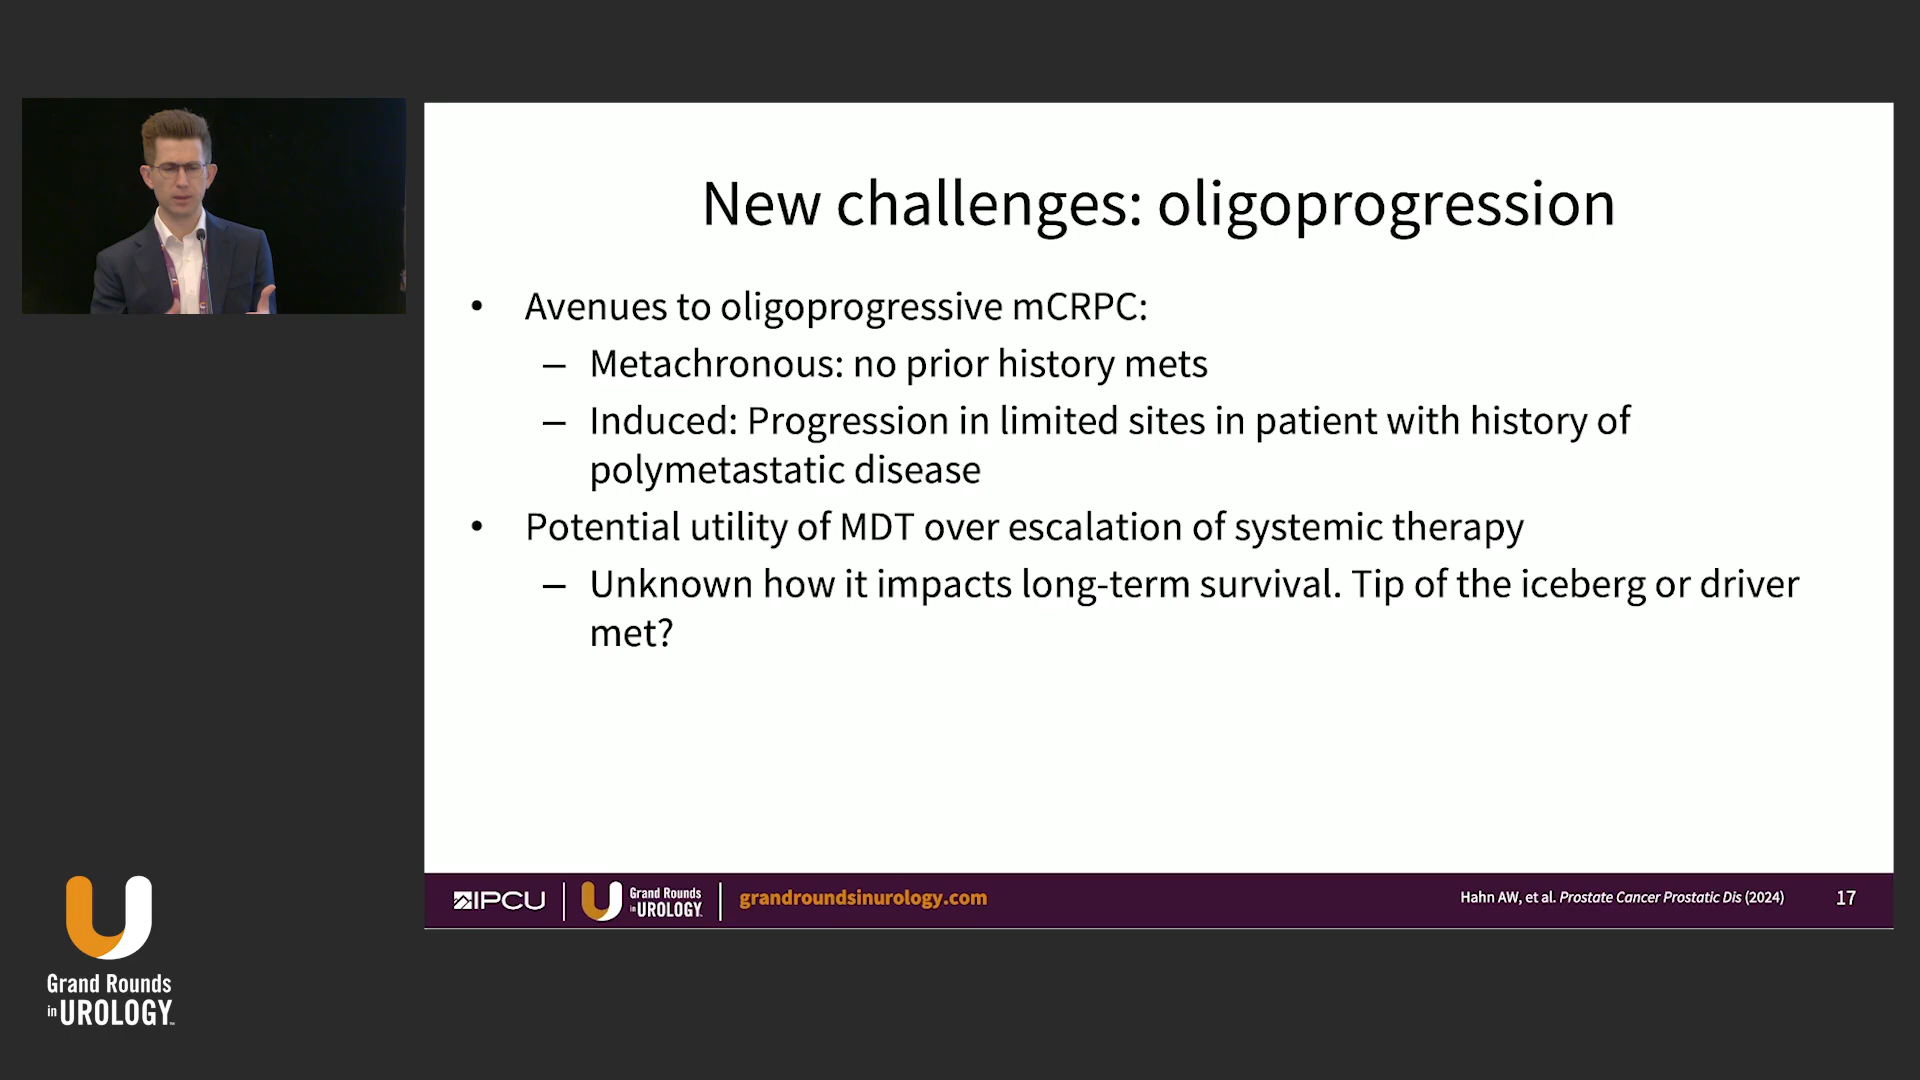 New challenges: oligoprogression
• Avenues to oligoprogressive mCRPC:
– Metachronous: no prior history mets
– Induced: Progression in limited sites in patient with history of
polymetastatic disease
• Potential utility of MDT over escalation of systemic therapy
– Unknown how it impacts long-term survival. Tip of the iceberg or driver
met?
IPCU
Grand Rounds
in UROLOGY
grandroundsinurology.com
Hahn AW, et al. Prostate Cancer Prostatic Dis (2024)
17
Grand Rounds
in UROLOGY